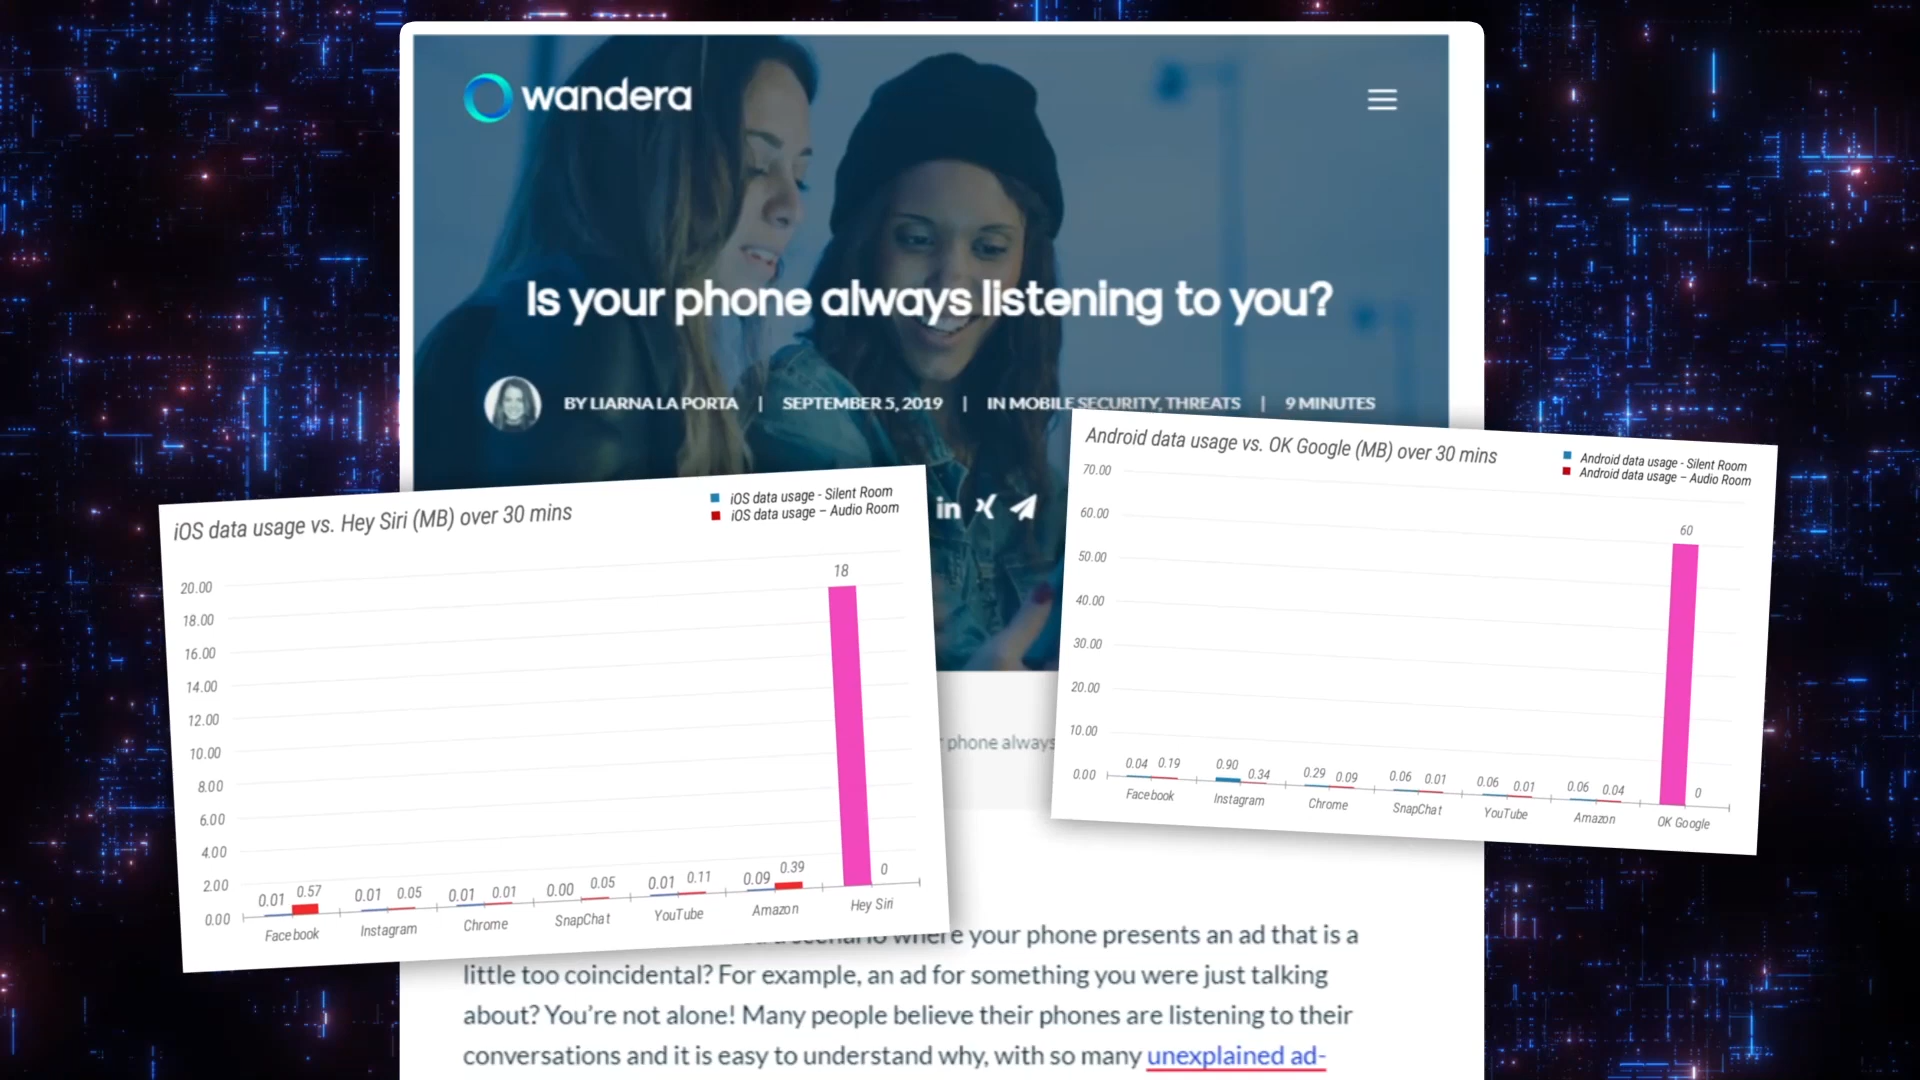 wandera
Is your phone always listening to you?
BY LIARNA LA PORTA | SEPTEMBER 5, 2019 | IN MOBILE SECURITY, THREATS | 9 MINUTES
in
iOS data usage vs. Hey Siri (MB) over 30 mins
iOS data usage - Silent Room
iOS data usage – Audio Room
20.00
18.00
16.00
14.00
12.00
10.00
8.00
6.00
4.00
2.00
0.00
0.01 0.57
0.01 0.05
0.01 0.01
0.00 0.05
0.01 0.11
0.09 0.39
18
0
Facebook
Instagram
Chrome
SnapChat
YouTube
Amazon
Hey Siri
Android data usage vs. OK Google (MB) over 30 mins
Android data usage - Silent Room
Android data usage – Audio Room
70.00
60.00
50.00
40.00
30.00
20.00
10.00
0.00
0.04 0.19
0.90 0.34
0.29 0.09
0.06 0.01
0.06 0.01
0.06 0.04
60
0
Facebook
Instagram
Chrome
SnapChat
YouTube
Amazon
OK Google
phone always
a scenario where your phone presents an ad that is a
little too coincidental? For example, an ad for something you were just talking
about? You're not alone! Many people believe their phones are listening to their
conversations and it is easy to understand why, with so many unexplained ad-